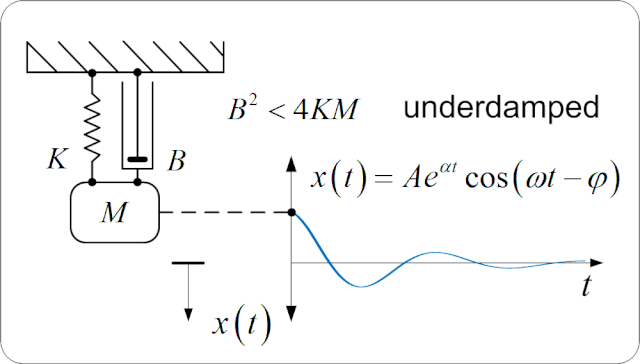 B² < 4KM underdamped
K
B
x(t) = Ae^{αt} cos(ωt − φ)
M
t
x(t)